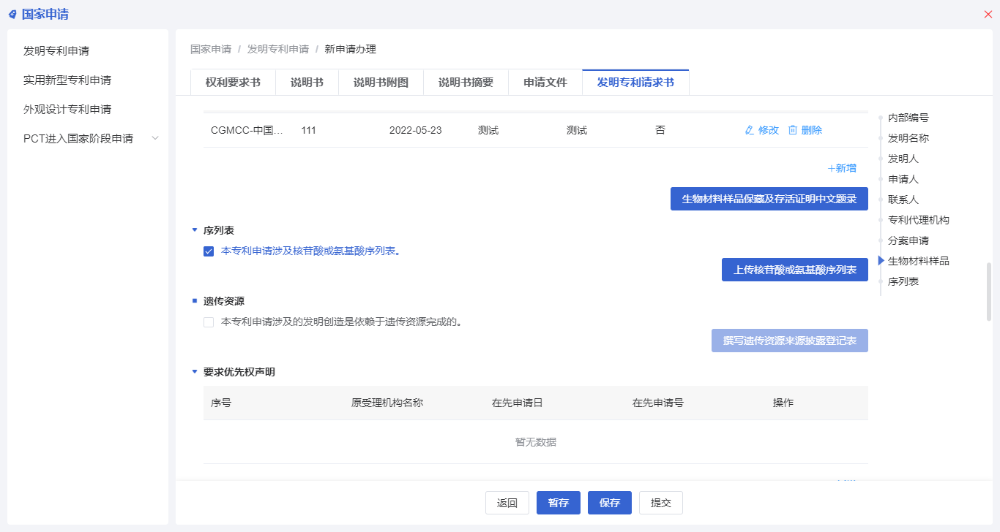 国家申请
发明专利申请
实用新型专利申请
外观设计专利申请
PCT进入国家阶段申请
国家申请 / 发明专利申请 / 新申请办理
权利要求书 说明书 说明书附图 说明书摘要 申请文件 发明专利请求书
CGMCC-中国... 111 2022-05-23 测试 测试 否 修改 删除
+新增
生物材料样品保藏及存活证明中文题录
序列表
本专利申请涉及核苷酸或氨基酸序列表。
上传核苷酸或氨基酸序列表
遗传资源
本专利申请涉及的发明创造是依赖于遗传资源完成的。
撰写遗传资源来源披露登记表
要求优先权声明
序号 原受理机构名称 在先申请日 在先申请号 操作
暂无数据
内部编号
发明名称
发明人
申请人
联系人
专利代理机构
分案申请
生物材料样品
序列表
返回 暂存 保存 提交